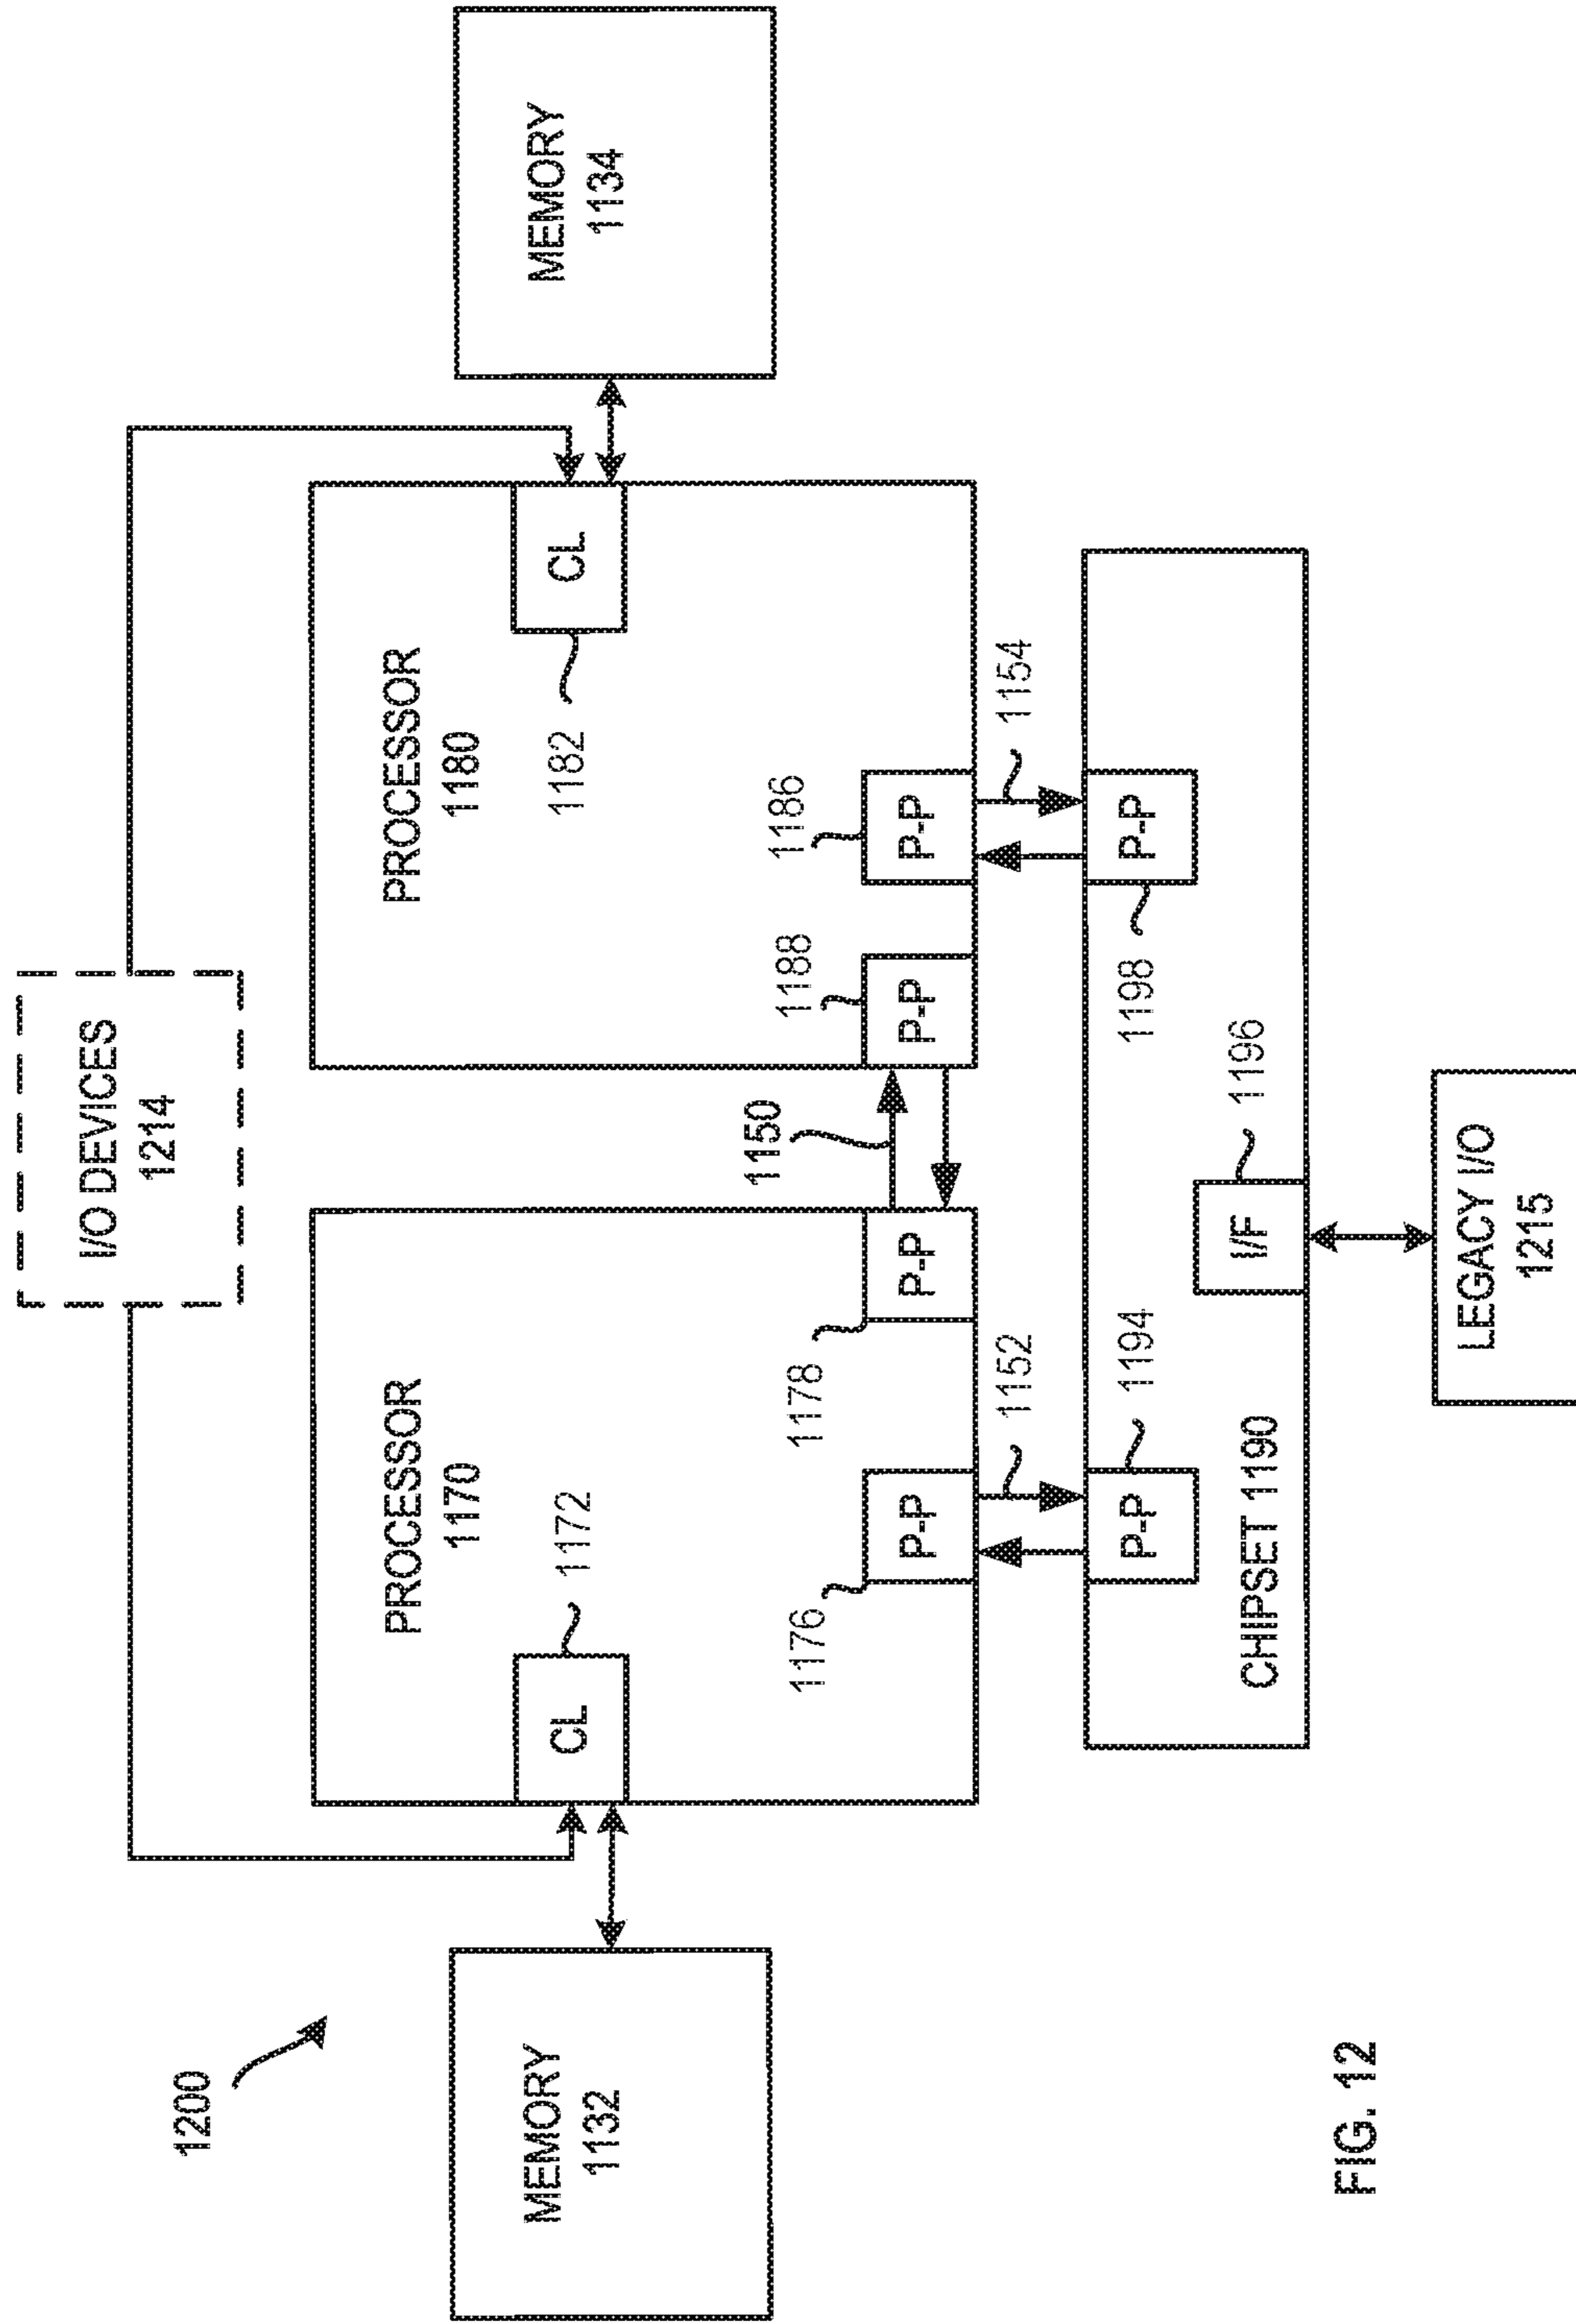 1200
I/O DEVICES
1214
PROCESSOR
1170
PROCESSOR
1180
MEMORY
1132
CL
1172
CL
1182
MEMORY
1134
1150
1176
1178
1188
1186
P-P
P-P
P-P
P-P
1152
1154
P-P
1194
1198
P-P
CHIPSET 1190
I/F
1196
LEGACY I/O
1215
FIG. 12